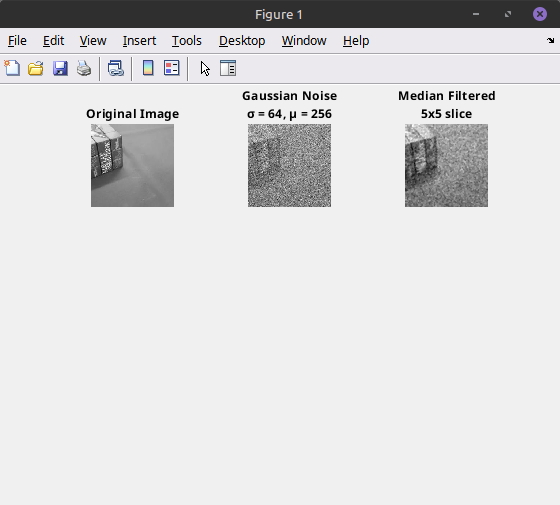 Figure 1
File Edit View Insert Tools Desktop Window Help
Original Image
Gaussian Noise
σ = 64, μ = 256
Median Filtered
5x5 slice